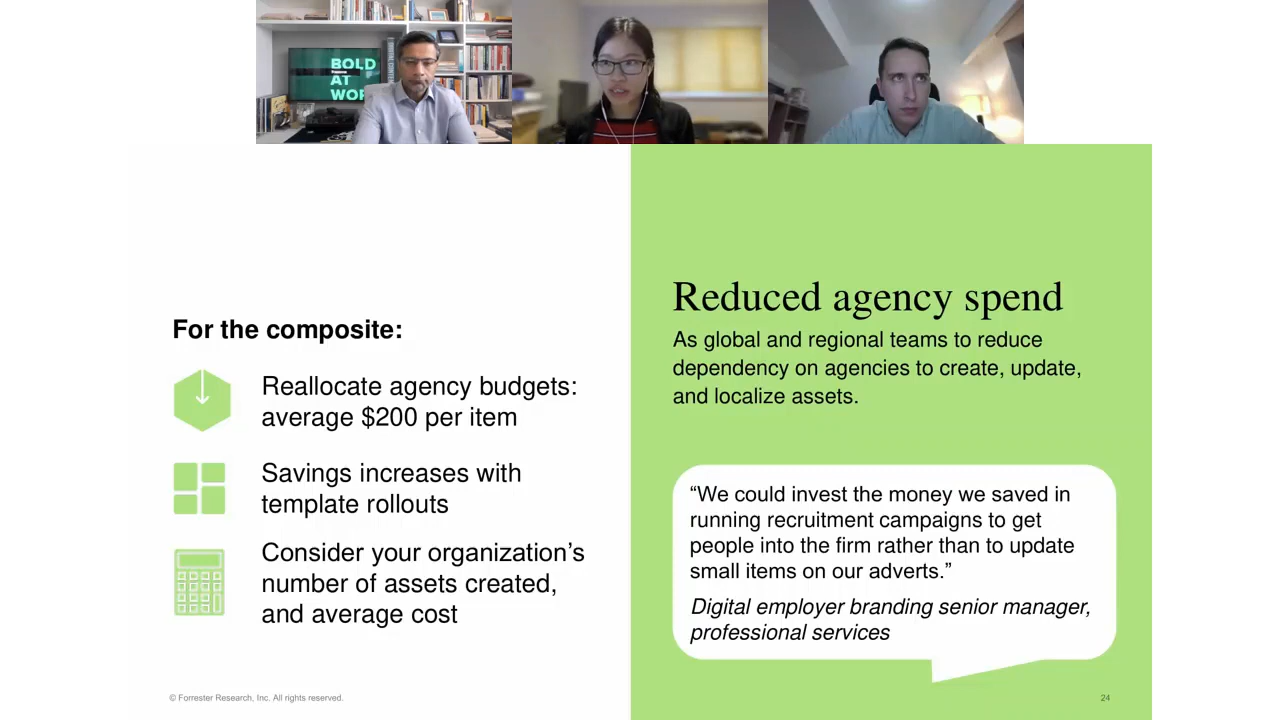 BOLD
AT
For the composite:
Reallocate agency budgets:
average $200 per item
Savings increases with
template rollouts
Consider your organization’s
number of assets created,
and average cost
© Forrester Research, Inc. All rights reserved.
Reduced agency spend
As global and regional teams to reduce
dependency on agencies to create, update,
and localize assets.
“We could invest the money we saved in
running recruitment campaigns to get
people into the firm rather than to update
small items on our adverts.”
Digital employer branding senior manager,
professional services
24